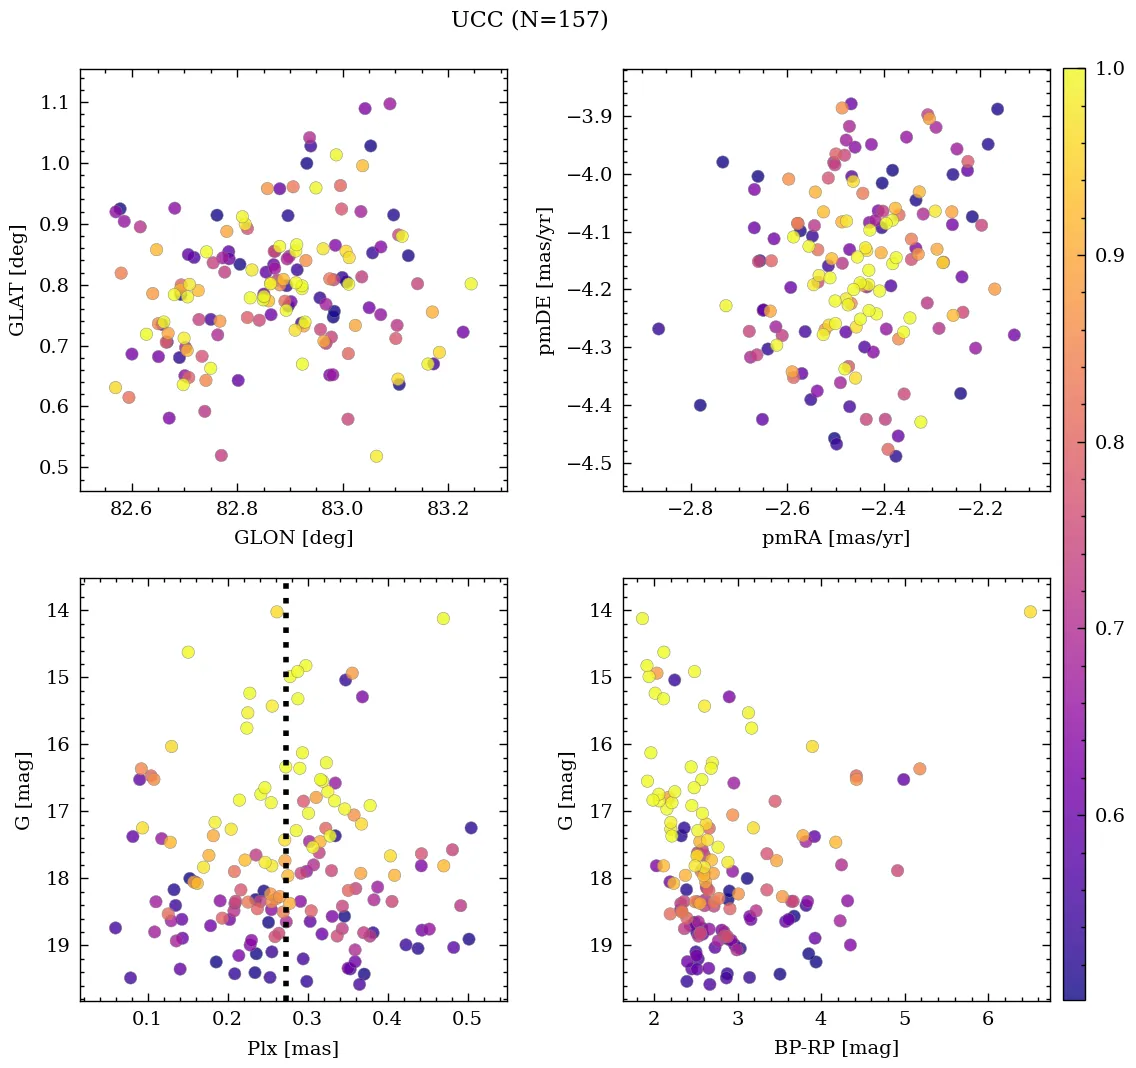 UCC (N=157)
1.1
1.0
0.9
0.8
0.7
0.6
0.5
GLAT [deg]
82.6 82.8 83.0 83.2
GLON [deg]
−3.9
−4.0
−4.1
−4.2
−4.3
−4.4
−4.5
pmDE [mas/yr]
−2.8 −2.6 −2.4 −2.2
pmRA [mas/yr]
14
15
16
17
18
19
G [mag]
0.1 0.2 0.3 0.4 0.5
Plx [mas]
14
15
16
17
18
19
G [mag]
2 3 4 5 6
BP-RP [mag]
1.0
0.9
0.8
0.7
0.6